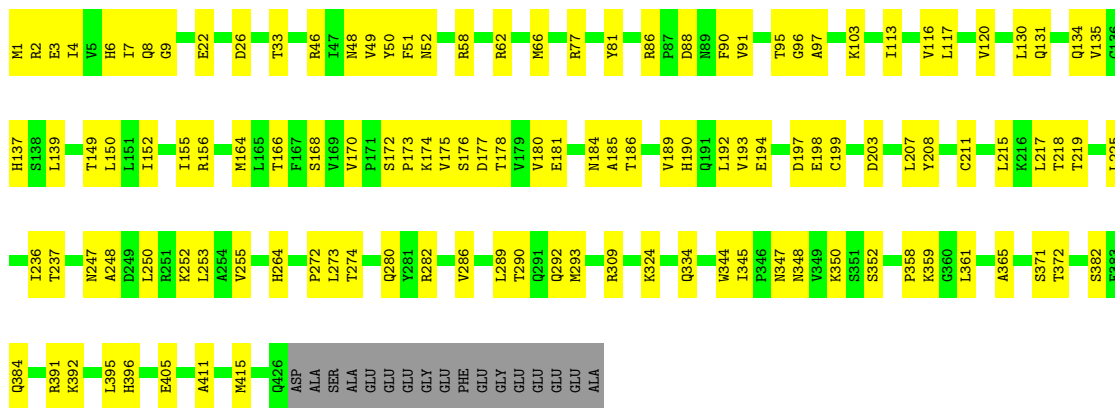 M1 R2 E3 I4 V5 H6 I7 Q8 G9 E22 D26 T33 R46 I47 N48 V49 Y50 F51 N52 R58 R62 M66 R77 Y81 R86 P87 D88 N89 F90 V91 T95 G96 A97 K103 I113 V116 L117 V120 L130 Q131 Q134 V135 G136
H137 S138 L139 T149 L150 L151 I152 I155 R156 M164 L165 T166 F167 S168 V169 V170 P171 S172 P173 K174 V175 S176 D177 T178 V179 V180 E181 N184 A185 T186 V189 H190 Q191 L192 V193 E194 D197 E198 C199 D203 L207 Y208 C211 L215 K216 L217 T218 T219
I236 T237 N247 A248 D249 L250 R251 K252 L253 A254 V255 H264 P272 L273 T274 Q280 Y281 R282 V286 L289 T290 Q291 Q292 M293 R309 K324 Q334 W344 I345 P346 N347 N348 V349 K350 S351 S352 P358 K359 G360 L361 A365 S371 T372 S382
Q384 R391 K392 L395 H396 E405 A411 M415 Q426 ASP ALA SER ALA GLU GLU GLU GLY GLU PHE GLU GLY GLU GLU GLU GLU ALA